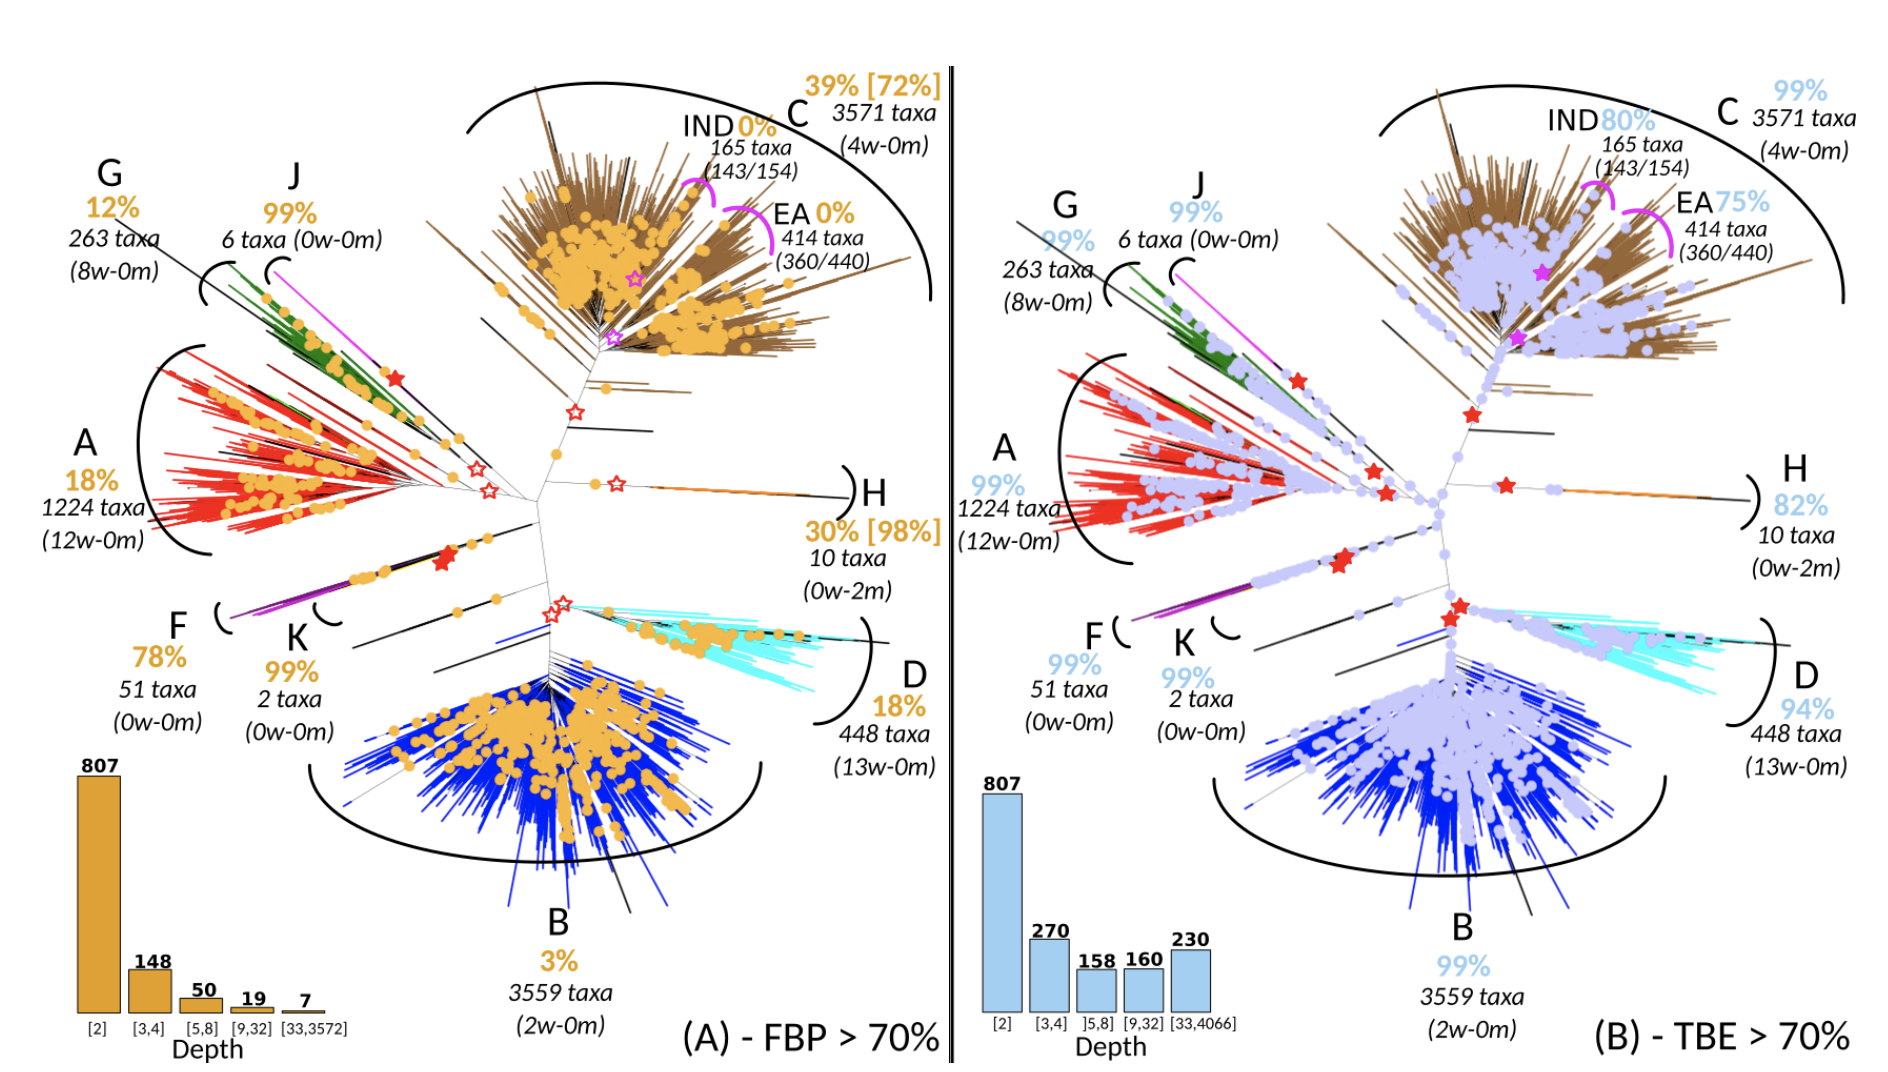 39% [72%]
C
3571 taxa
(4w-0m)
IND 0%
165 taxa
(143/154)
EA 0%
414 taxa
(360/440)
G
12%
263 taxa
(8w-0m)
J
99%
6 taxa (0w-0m)
A
18%
1224 taxa
(12w-0m)
H
30% [98%]
10 taxa
(0w-2m)
F
78%
51 taxa
(0w-0m)
K
99%
2 taxa
(0w-0m)
D
18%
448 taxa
(13w-0m)
B
3%
3559 taxa
(2w-0m)
807
148
50
19
7
[2]
[3,4]
[5,8]
[9,32]
[33,3572]
Depth
(A) - FBP > 70%
99%
C
3571 taxa
(4w-0m)
IND 80%
165 taxa
(143/154)
EA 75%
414 taxa
(360/440)
G
99%
263 taxa
(8w-0m)
J
99%
6 taxa (0w-0m)
A
99%
1224 taxa
(12w-0m)
H
82%
10 taxa
(0w-2m)
F
99%
51 taxa
(0w-0m)
K
99%
2 taxa
(0w-0m)
D
94%
448 taxa
(13w-0m)
B
99%
3559 taxa
(2w-0m)
807
270
158
160
230
[2]
[3,4]
[5,8]
[9,32]
[33,4066]
Depth
(B) - TBE > 70%